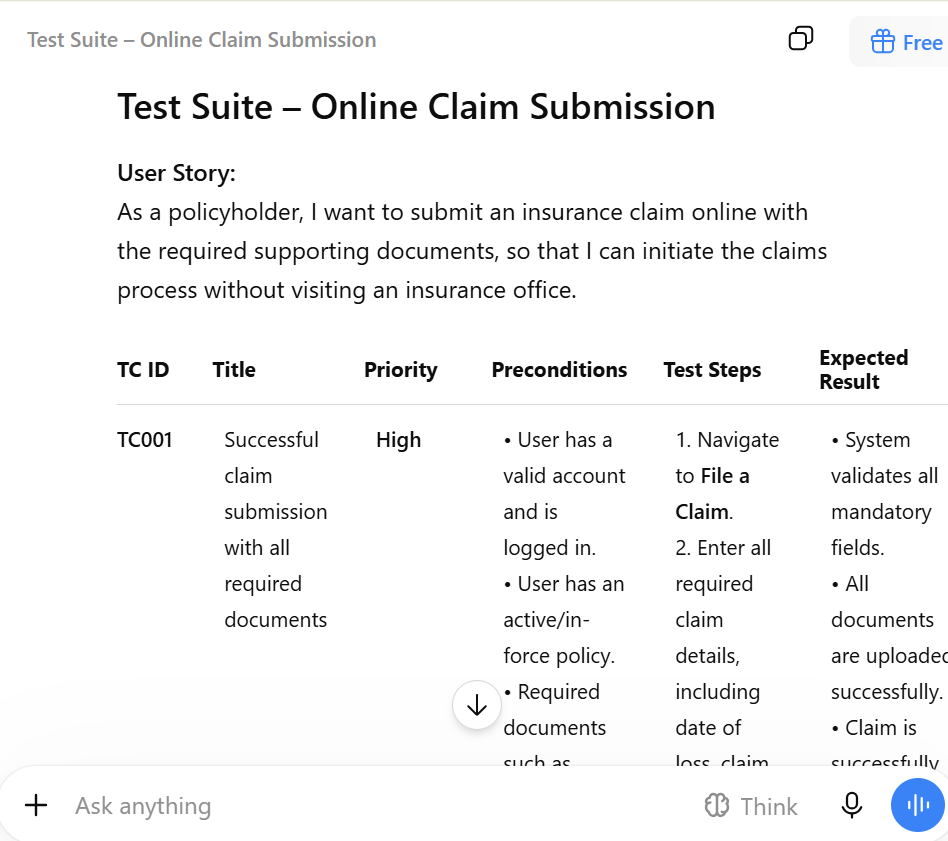 Test Suite – Online Claim Submission
Free
Test Suite – Online Claim Submission
User Story:
As a policyholder, I want to submit an insurance claim online with
the required supporting documents, so that I can initiate the claims
process without visiting an insurance office.
TC ID
Title
Priority
Preconditions
Test Steps
Expected
Result
TC001
Successful
claim
submission
with all
required
documents
High
• User has a
valid account
and is
logged in.
• User has an
active/in-
force policy.
• Required
documents
such as
1. Navigate
to File a
Claim.
2. Enter all
required
claim
details,
including
date of
loss, claim
• System
validates all
mandatory
fields.
• All
documents
are uploaded
successfully.
• Claim is
successfully
Ask anything
Think